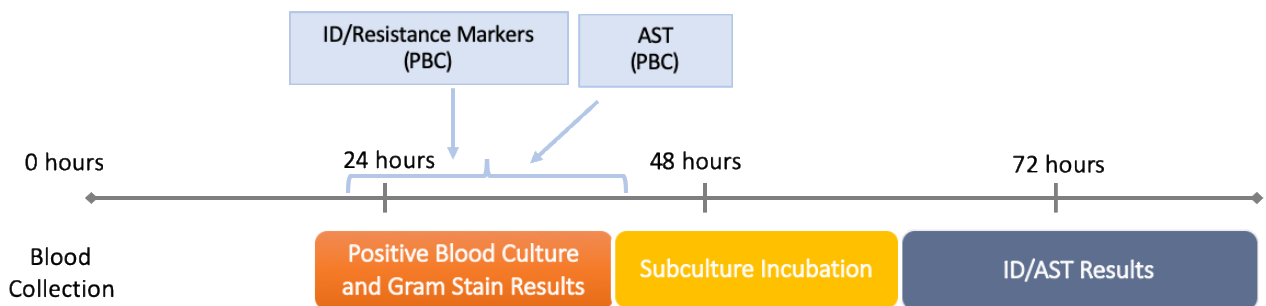 ID/Resistance Markers
(PBC)
AST
(PBC)
0 hours
24 hours
48 hours
72 hours
Blood
Collection
Positive Blood Culture
and Gram Stain Results
Subculture Incubation
ID/AST Results